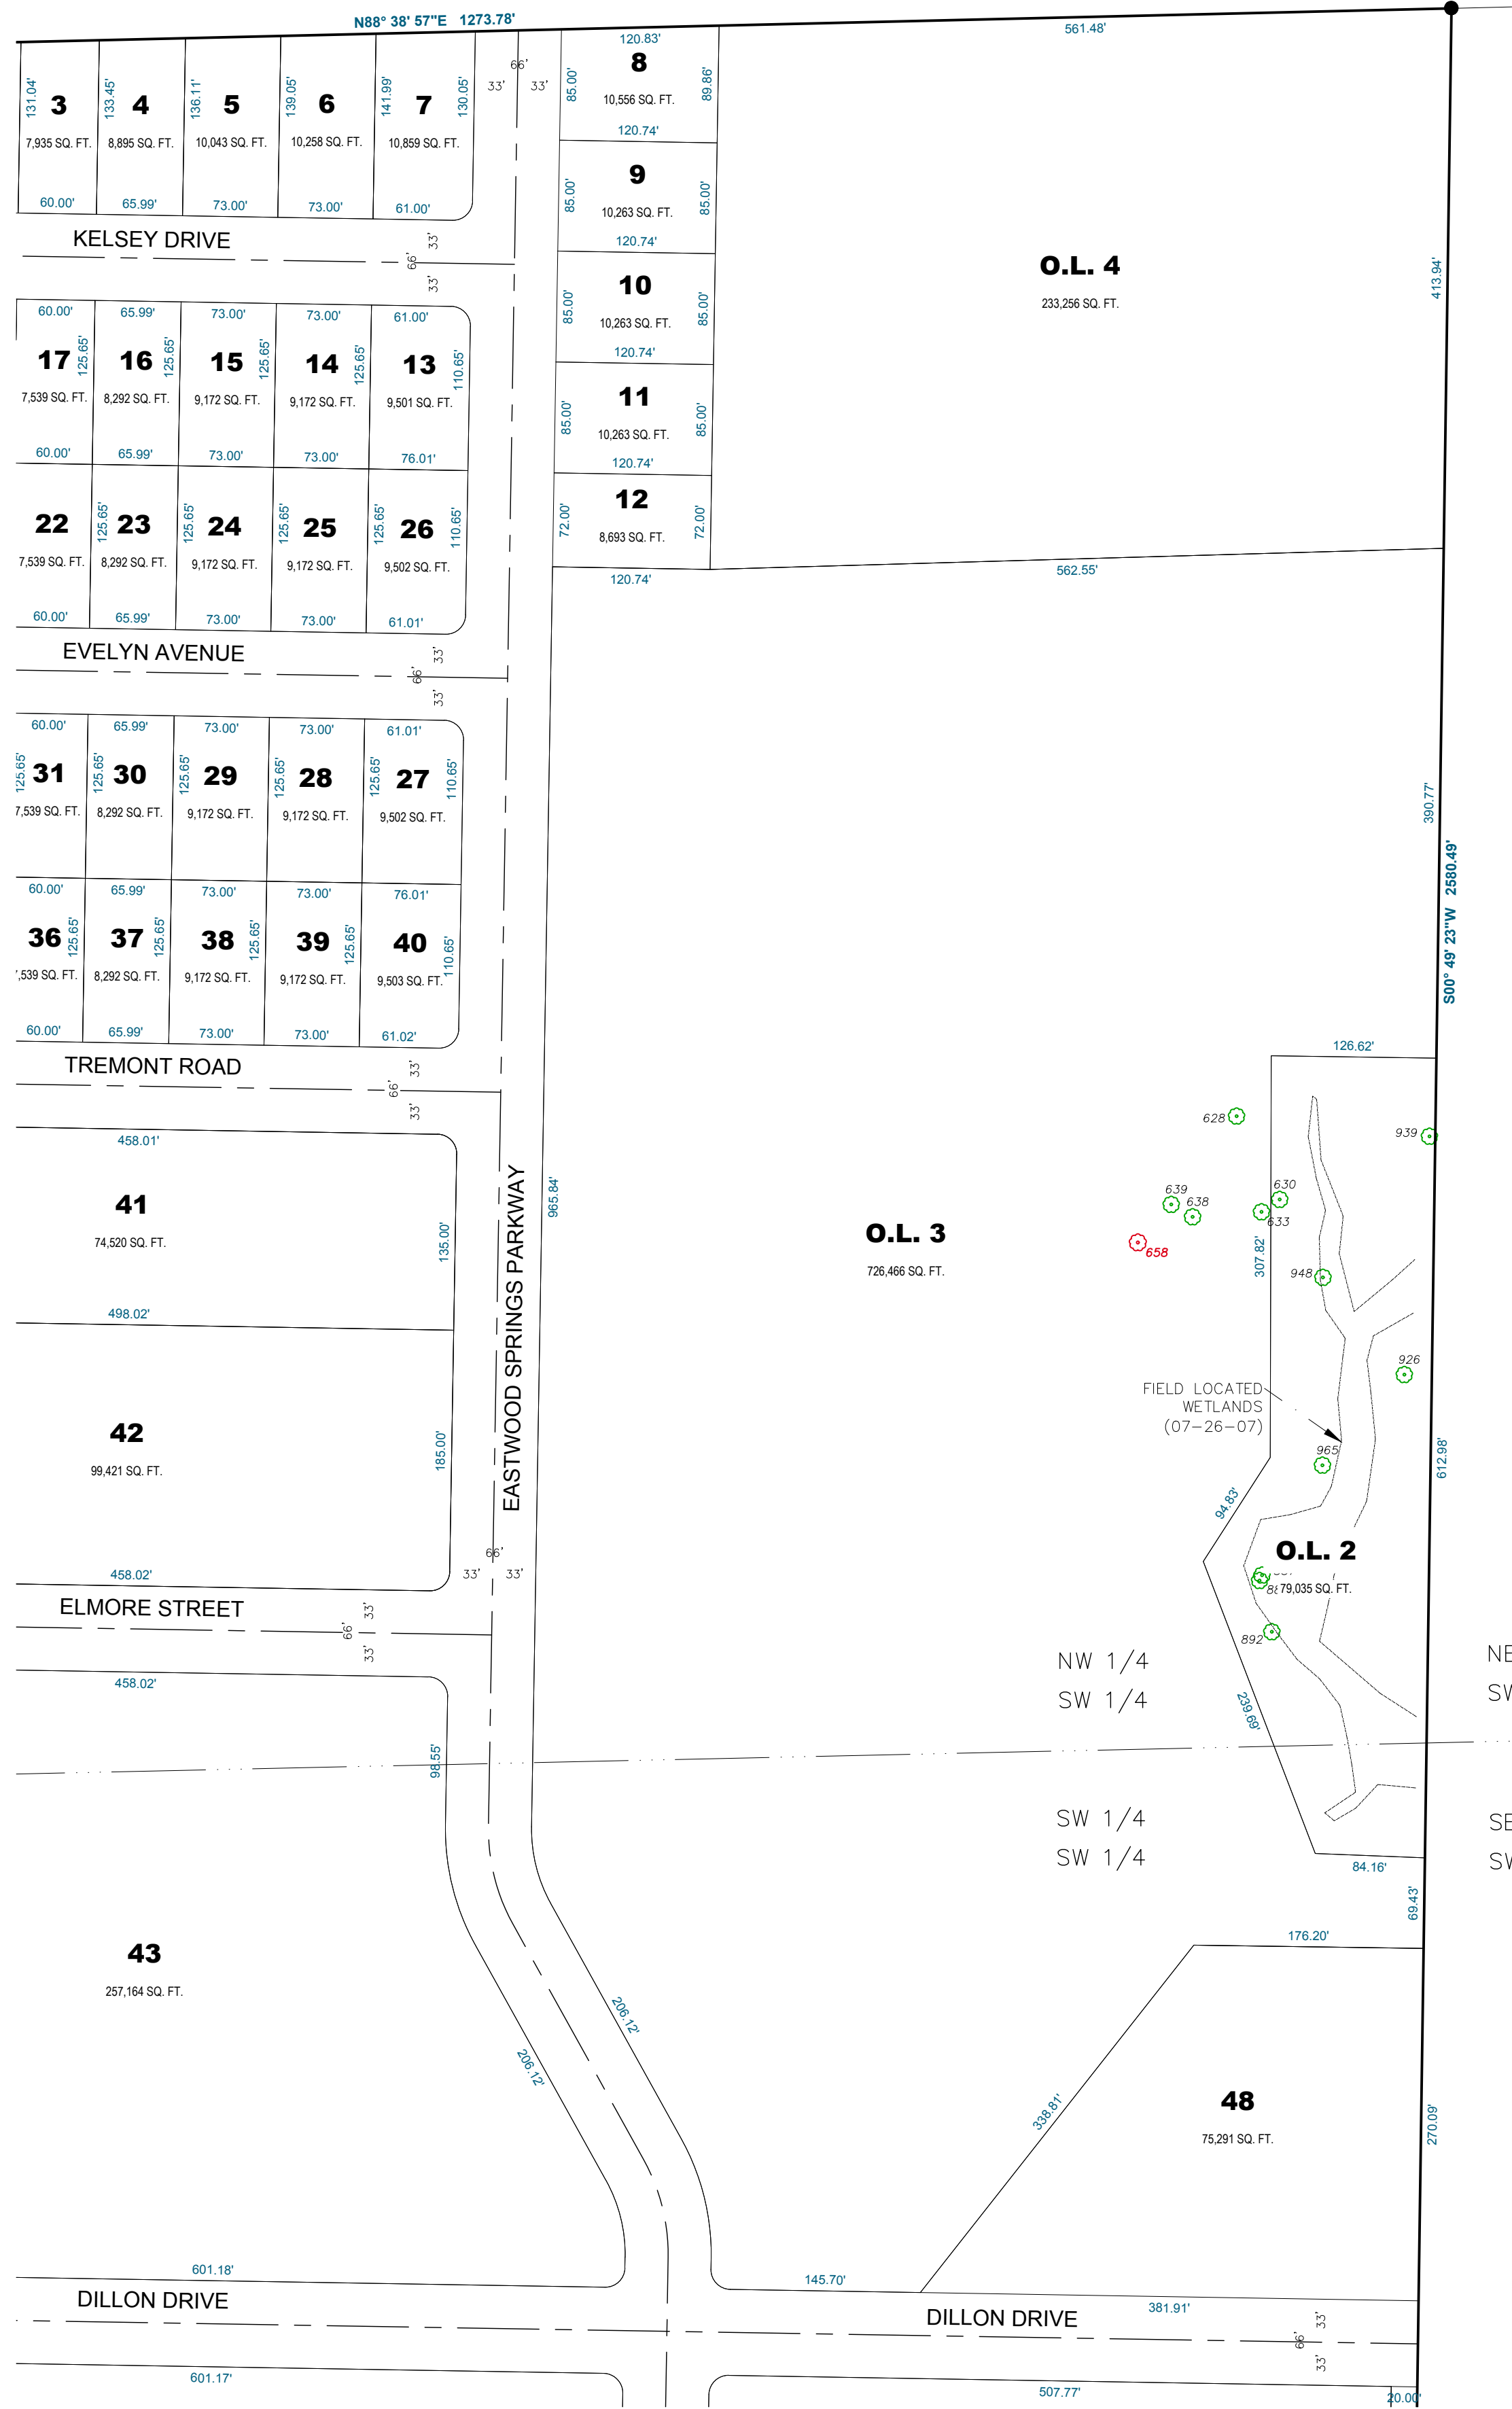 N88° 38' 57"E 1273.78'
561.48'
131.04'
3
7,935 SQ. FT.
60.00'
133.45'
4
8,895 SQ. FT.
65.99'
136.11'
5
10,043 SQ. FT.
73.00'
139.05'
6
10,258 SQ. FT.
73.00'
141.99'
7
130.05'
10,859 SQ. FT.
61.00'
66'
33' 33'
120.83'
85.00'
8
89.86'
10,556 SQ. FT.
120.74'
85.00'
9
85.00'
10,263 SQ. FT.
120.74'
85.00'
10
85.00'
10,263 SQ. FT.
120.74'
85.00'
11
85.00'
10,263 SQ. FT.
120.74'
72.00'
12
72.00'
8,693 SQ. FT.
120.74'
O.L. 4
233,256 SQ. FT.
413.94'
562.55'
KELSEY DRIVE
33'
66'
33'
60.00'
17
125.65'
7,539 SQ. FT.
60.00'
65.99'
16
125.65'
8,292 SQ. FT.
65.99'
73.00'
15
125.65'
9,172 SQ. FT.
73.00'
73.00'
14
125.65'
9,172 SQ. FT.
73.00'
61.00'
13
110.65'
9,501 SQ. FT.
76.01'
22
7,539 SQ. FT.
60.00'
125.65'
23
8,292 SQ. FT.
65.99'
125.65'
24
9,172 SQ. FT.
73.00'
125.65'
25
9,172 SQ. FT.
73.00'
125.65'
26
110.65'
9,502 SQ. FT.
61.01'
EVELYN AVENUE
33'
66'
33'
60.00'
125.65'
31
7,539 SQ. FT.
60.00'
65.99'
125.65'
30
8,292 SQ. FT.
65.99'
73.00'
125.65'
29
9,172 SQ. FT.
73.00'
73.00'
125.65'
28
9,172 SQ. FT.
73.00'
61.01'
125.65'
27
110.65'
9,502 SQ. FT.
76.01'
36
125.65'
,539 SQ. FT.
60.00'
37
125.65'
8,292 SQ. FT.
65.99'
38
125.65'
9,172 SQ. FT.
73.00'
39
125.65'
9,172 SQ. FT.
73.00'
40
110.65'
9,503 SQ. FT.
61.02'
TREMONT ROAD
33'
66'
33'
458.01'
41
74,520 SQ. FT.
135.00'
498.02'
42
99,421 SQ. FT.
185.00'
458.02'
EASTWOOD SPRINGS PARKWAY
965.84'
66'
33' 33'
390.77'
S00° 49' 23"W 2580.49'
O.L. 3
726,466 SQ. FT.
126.62'
628
939
639
638
630
633
658
307.82'
948
926
FIELD LOCATED
WETLANDS
(07-26-07)
965
612.98'
94.83'
O.L. 2
79,035 SQ. FT.
892
239.69'
ELMORE STREET
33'
66'
33'
458.02'
98.55'
NW 1/4
SW 1/4
NE
SW
SW 1/4
SW 1/4
SE
SW
84.16'
69.43'
43
257,164 SQ. FT.
206.12'
206.12'
176.20'
338.81'
48
75,291 SQ. FT.
270.09'
601.18'
DILLON DRIVE
601.17'
145.70'
381.91'
DILLON DRIVE
33'
66'
33'
507.77'
20.00'